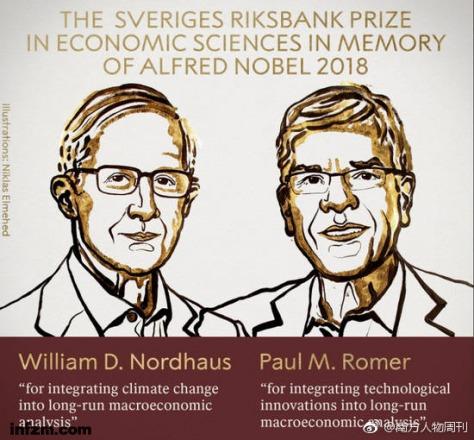 THE SVERIGES RIKSBANK PRIZE
IN ECONOMIC SCIENCES IN MEMORY
OF ALFRED NOBEL 2018
Illustrations: Niklas Elmehed
William D. Nordhaus
“for integrating climate change
into long-run macroeconomic
analysis”
Paul M. Romer
“for integrating technological
innovations into long-run
macroeconomic analysis”
infzm.com
@南方人物周刊